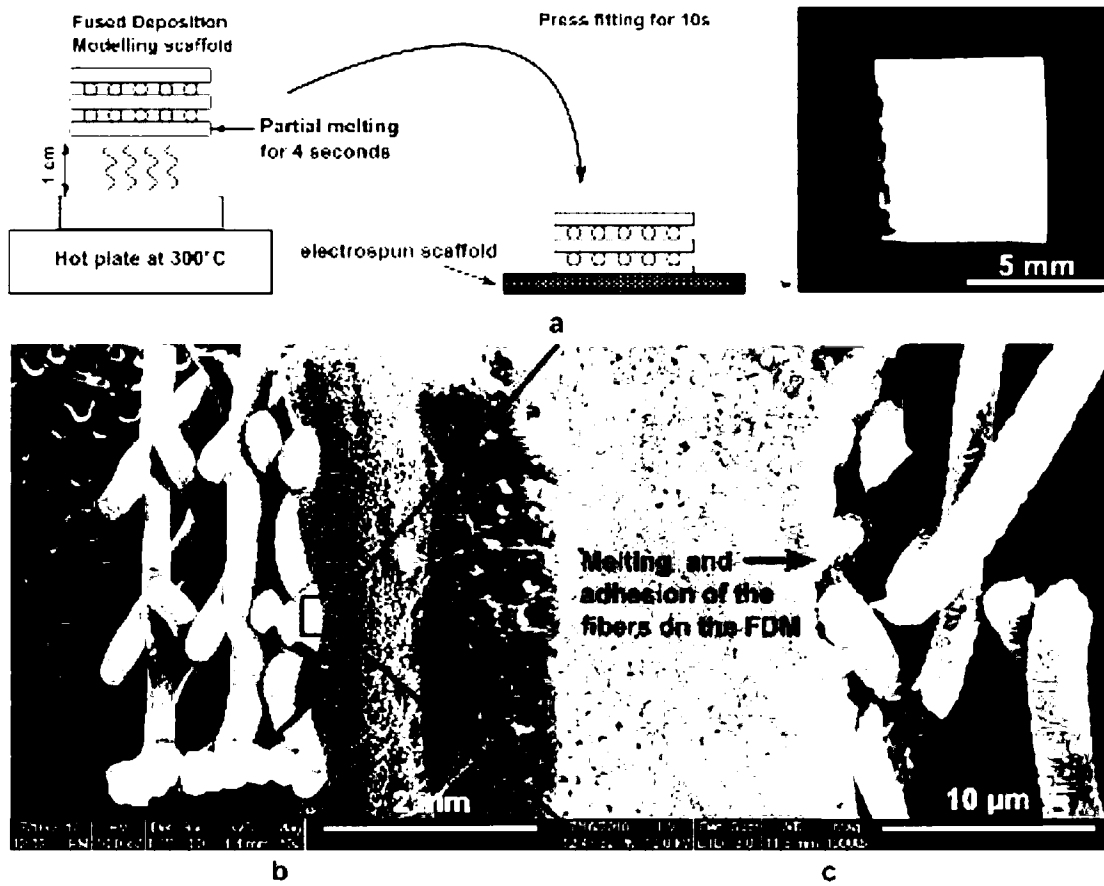 Fused Deposition
Modelling scaffold
Press fitting for 10s
Partial melting
for 4 seconds
1 cm
Hot plate at 300°C
electrospun scaffold
5 mm
a
Melting and
adhesion of the
fibers on the FDM
2 mm
10 µm
b
c